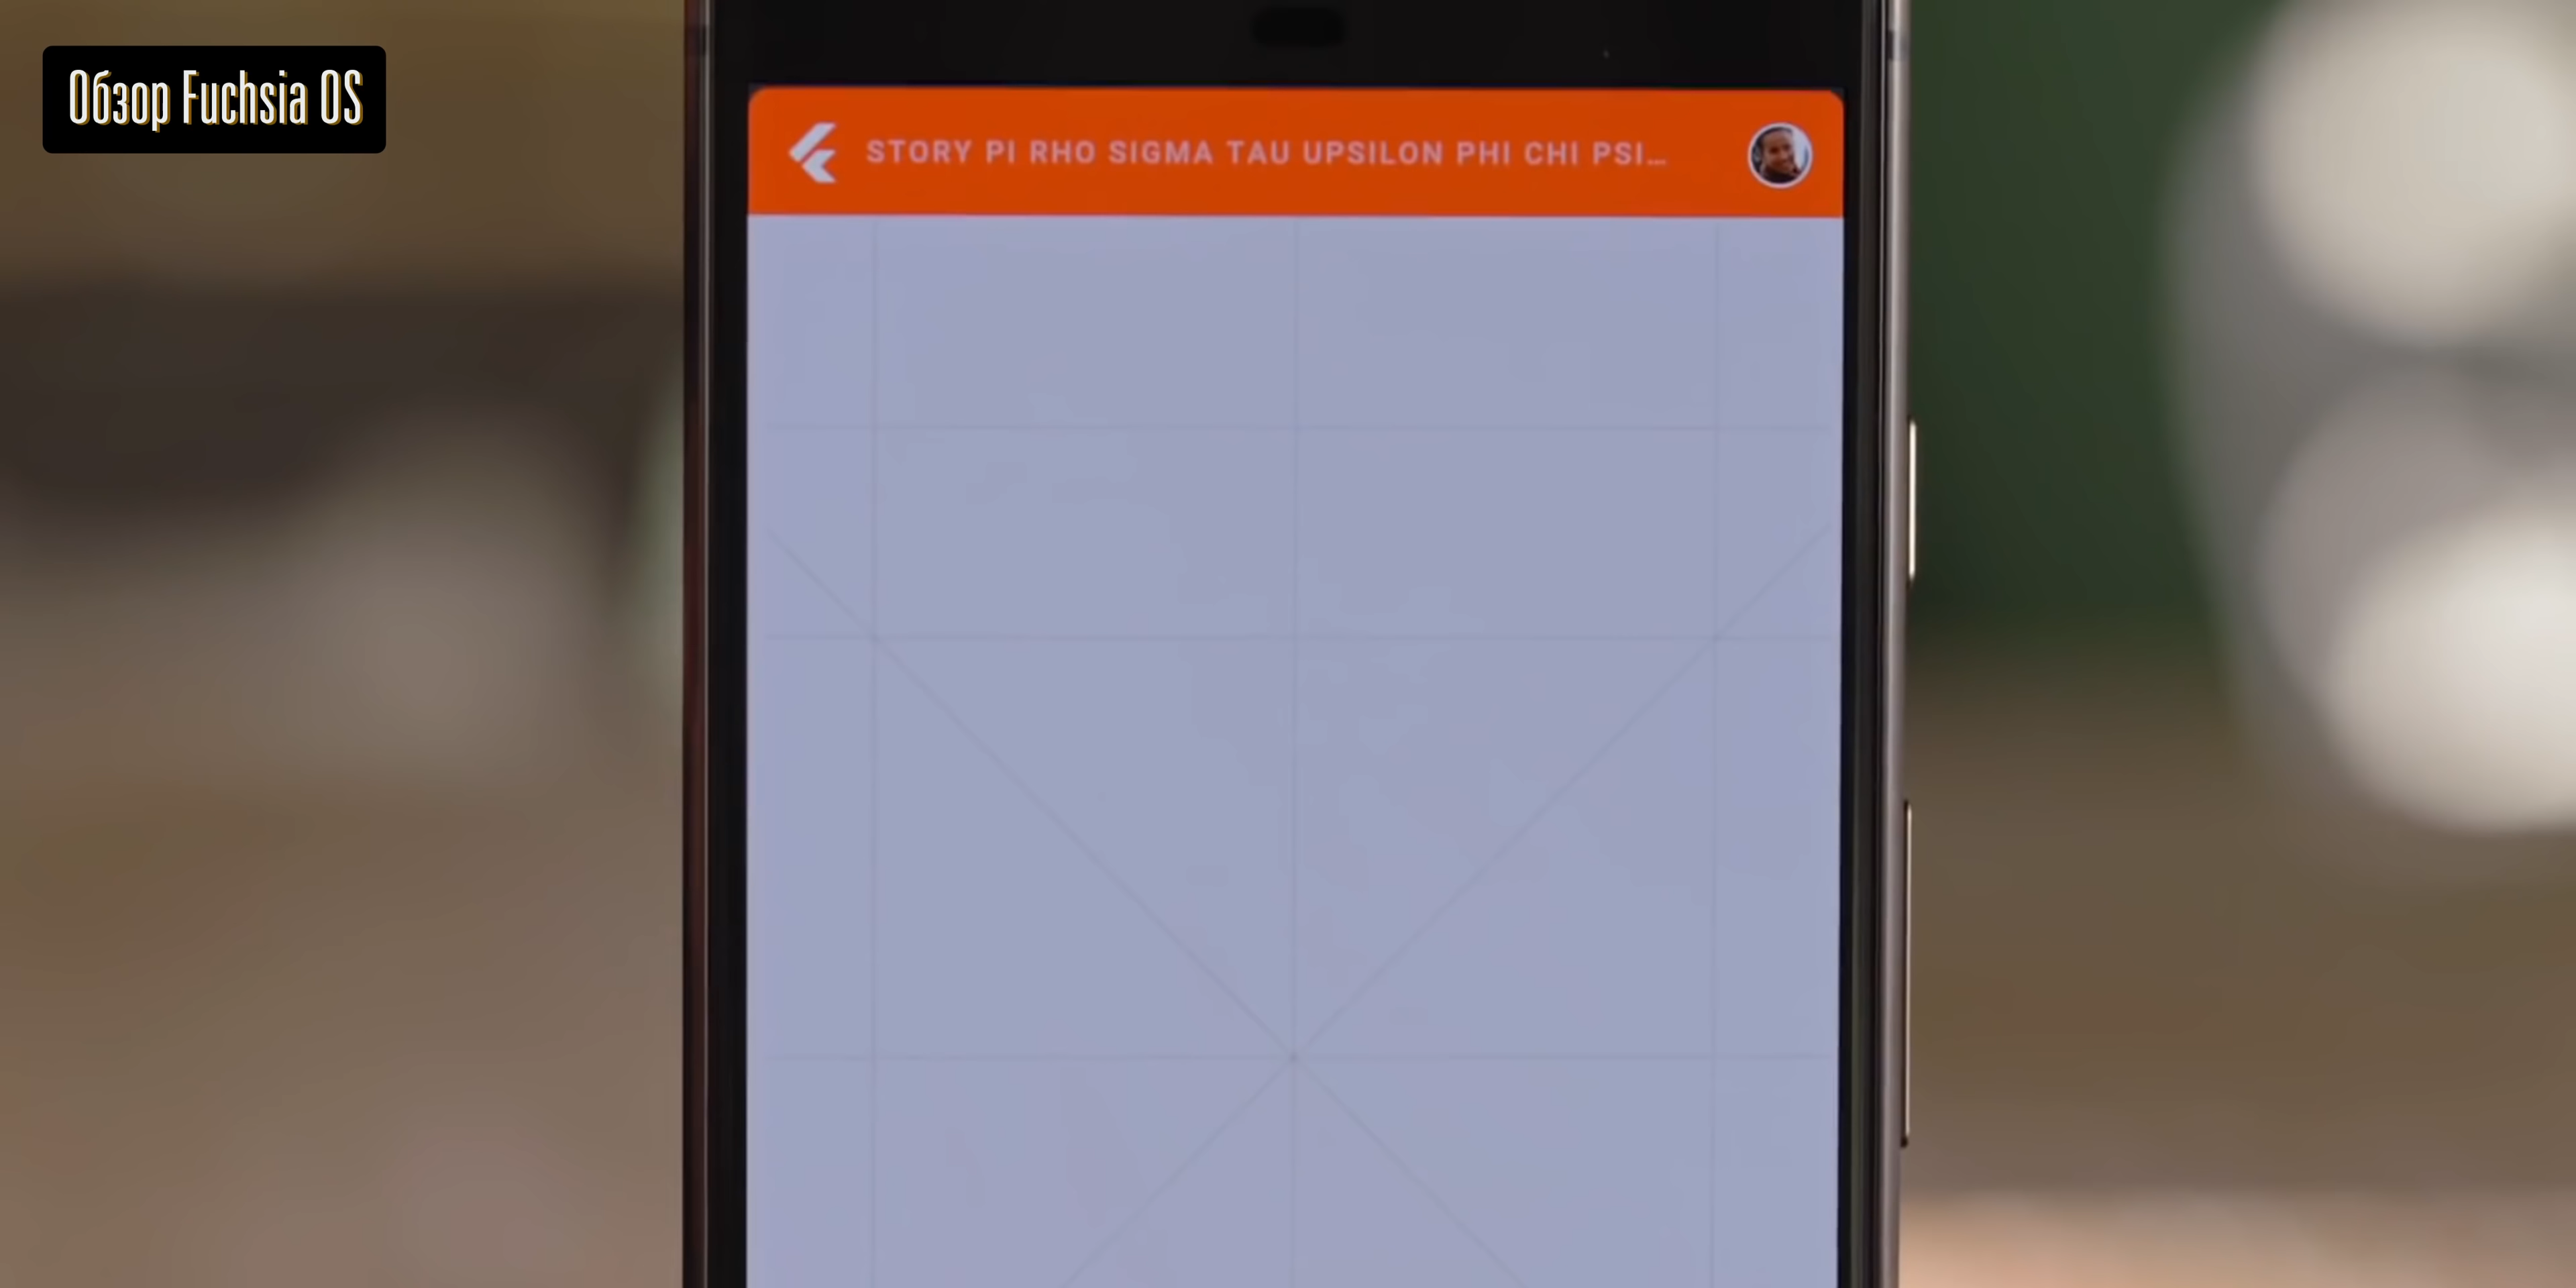 Обзор Fuchsia OS
STORY PI RHO SIGMA TAU UPSILON PHI CHI PSI…